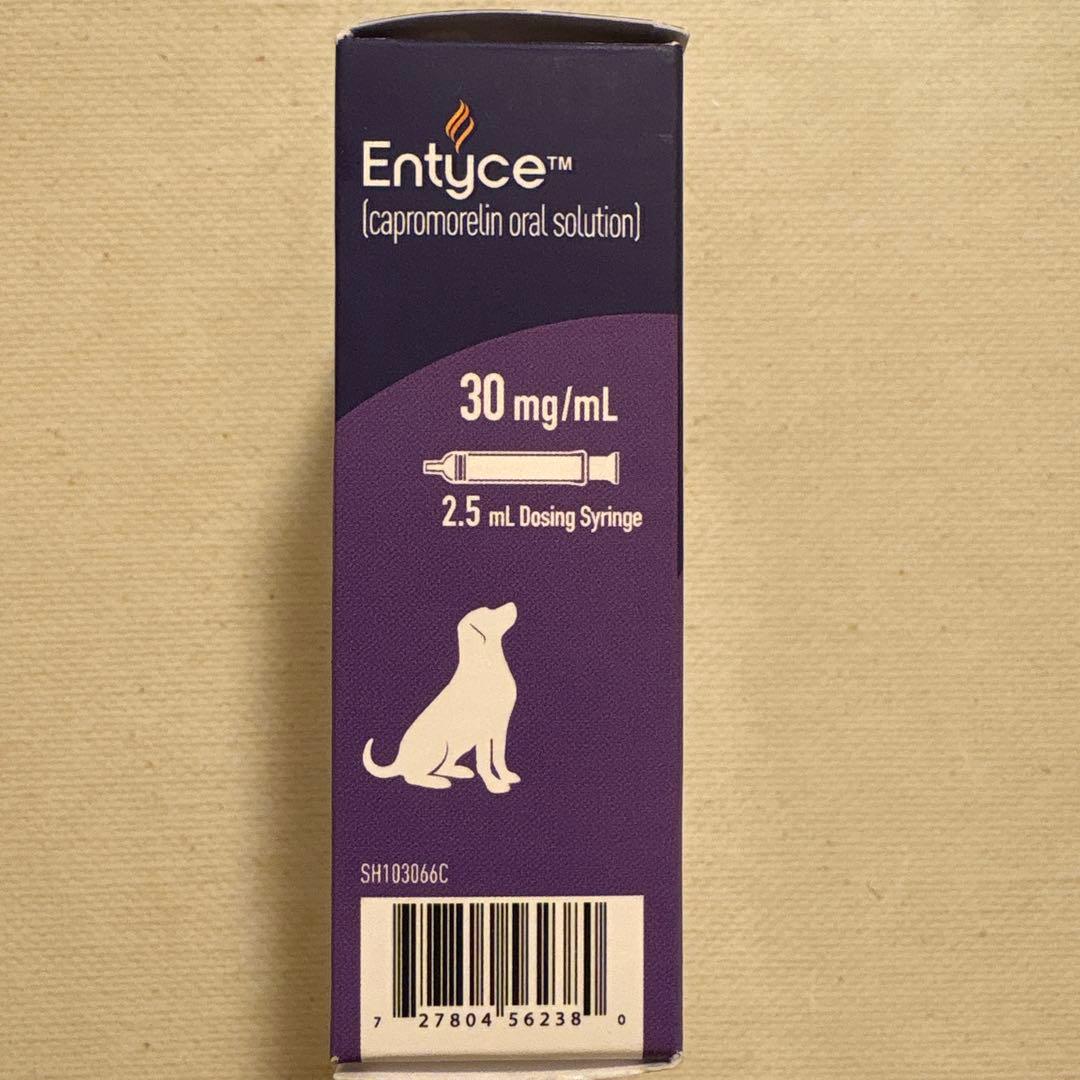 Entyce™
(capromorelin oral solution)
30 mg/mL
2.5 mL Dosing Syringe
SH103066C
7 27804 56238 0